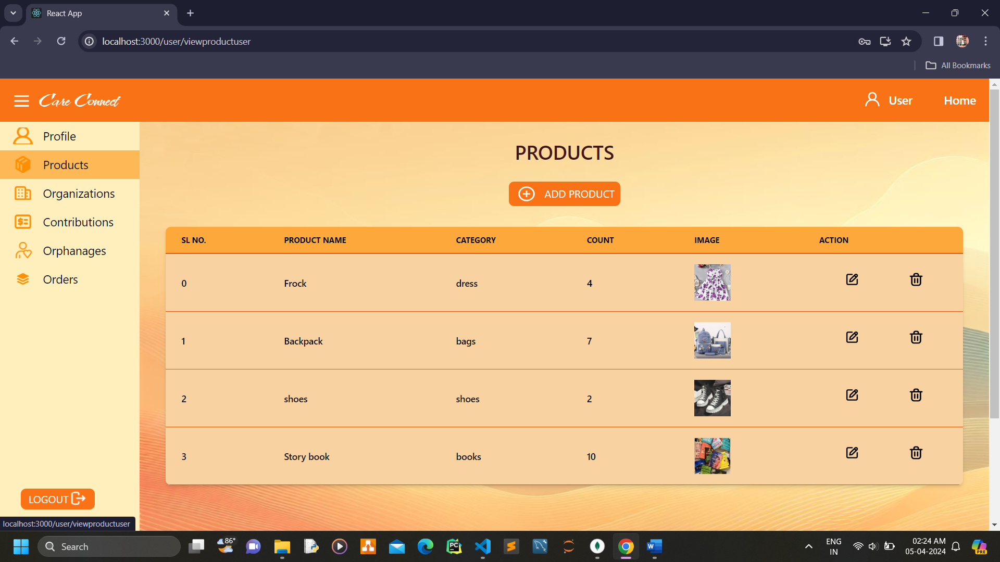 React App
localhost:3000/user/viewproductuser
All Bookmarks
Care Connect
User
Home
Profile
Products
Organizations
Contributions
Orphanages
Orders
LOGOUT
PRODUCTS
ADD PRODUCT
SL NO. PRODUCT NAME CATEGORY COUNT IMAGE ACTION
0 Frock dress 4
1 Backpack bags 7
2 shoes shoes 2
3 Story book books 10
localhost:3000/user/viewproductuser
Search
86°
PC
W
ENG
IN
02:24 AM
05-04-2024
PRE